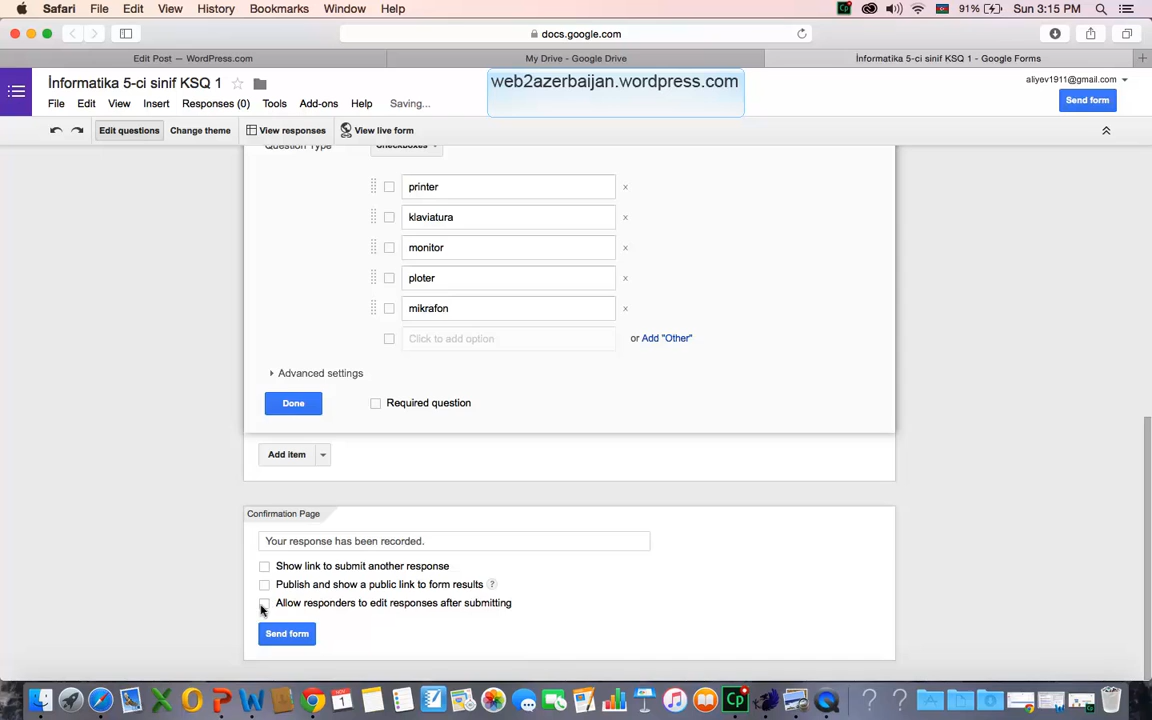 Safari File Edit View History Bookmarks Window Help 91% Sun 3:15 PM
docs.google.com
Edit Post — WordPress.com My Drive - Google Drive İnformatika 5-ci sinif KSQ 1 - Google Forms
İnformatika 5-ci sinif KSQ 1
web2azerbaijan.wordpress.com
aliyev1911@gmail.com
File Edit View Insert Responses (0) Tools Add-ons Help Saving...
Send form
Edit questions Change theme View responses View live form
Question Type Checkboxes
printer x
klaviatura x
monitor x
ploter x
mikrafon x
Click to add option or Add "Other"
Advanced settings
Done Required question
Add item
Confirmation Page
Your response has been recorded.
Show link to submit another response
Publish and show a public link to form results ?
Allow responders to edit responses after submitting
Send form